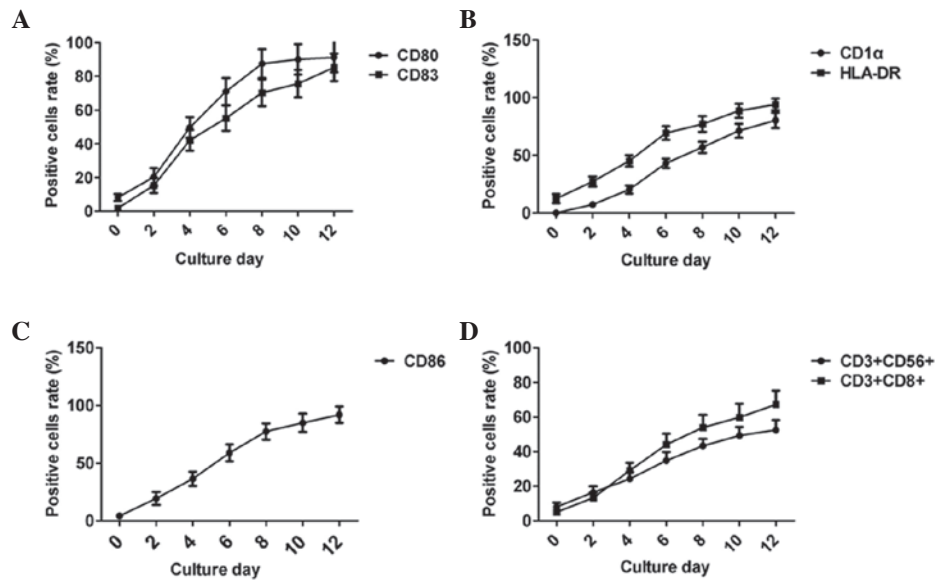 A
Positive cells rate (%)
100
80
60
40
20
0
0 2 4 6 8 10 12
Culture day
CD80
CD83
B
Positive cells rate (%)
150
100
50
0
0 2 4 6 8 10 12
Culture day
CD1α
HLA-DR
C
Positive cells rate (%)
150
100
50
0
0 2 4 6 8 10 12
Culture day
CD86
D
Positive cells rate (%)
100
80
60
40
20
0
0 2 4 6 8 10 12
Culture day
CD3+CD56+
CD3+CD8+